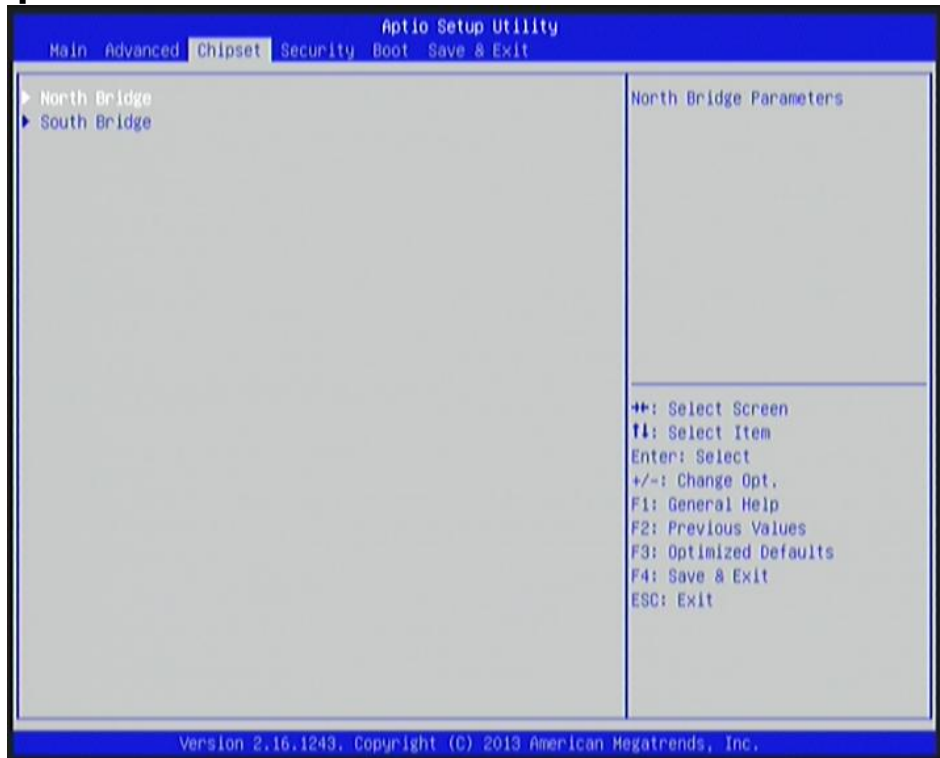 Aptio Setup Utility
Main Advanced Chipset Security Boot Save & Exit
North Bridge
South Bridge
North Bridge Parameters
→←: Select Screen
↑↓: Select Item
Enter: Select
+/-: Change Opt.
F1: General Help
F2: Previous Values
F3: Optimized Defaults
F4: Save & Exit
ESC: Exit
Version 2.16.1243. Copyright (C) 2013 American Megatrends, Inc.